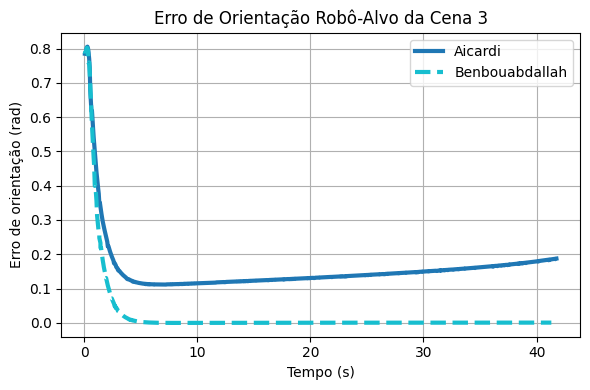 Erro de Orientação Robô-Alvo da Cena 3
Aicardi
Benbouabdallah
Erro de orientação (rad)
0.8
0.7
0.6
0.5
0.4
0.3
0.2
0.1
0.0
0
10
20
30
40
Tempo (s)